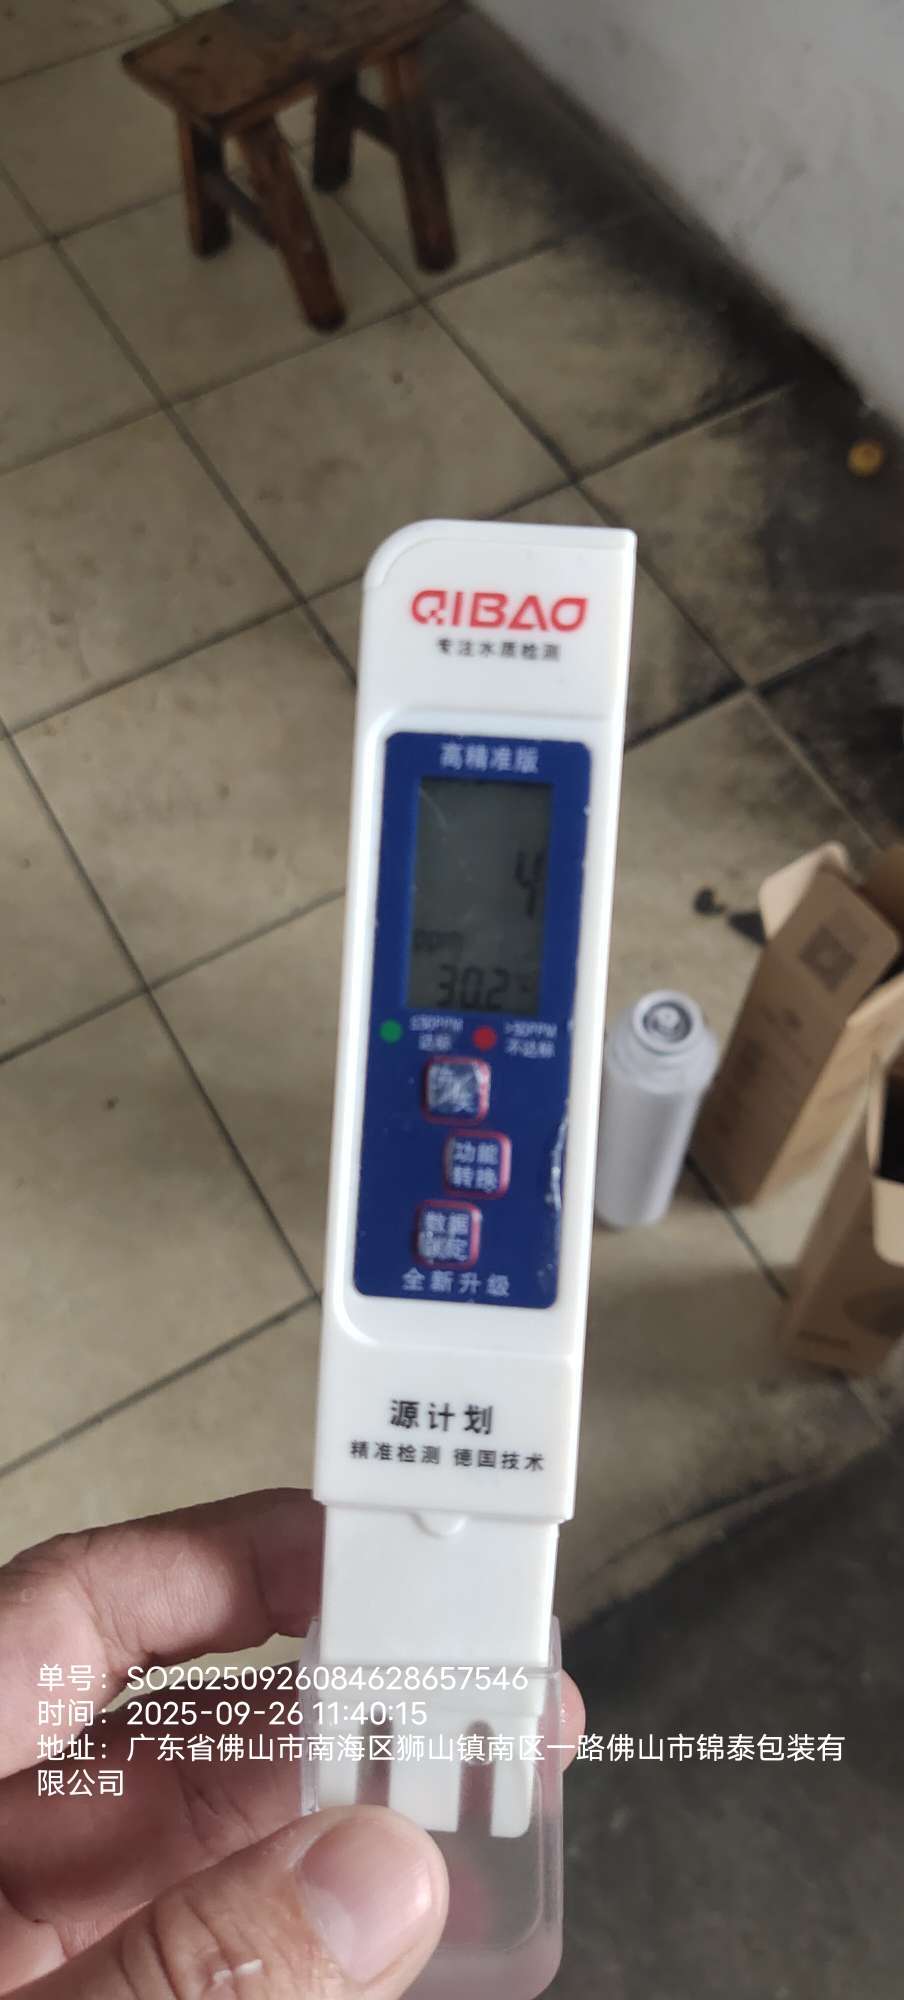 QIBAO
专注水质检测
高精准版
4
ppm
30.2
≤50PPM
达标
>50PPM
不达标
开/关
功能
转换
数据
锁定
全新升级
源计划
精准检测 德国技术
单号：SO20250926084628657546
时间：2025-09-26 11:40:15
地址：广东省佛山市南海区狮山镇南区一路佛山市锦泰包装有
限公司